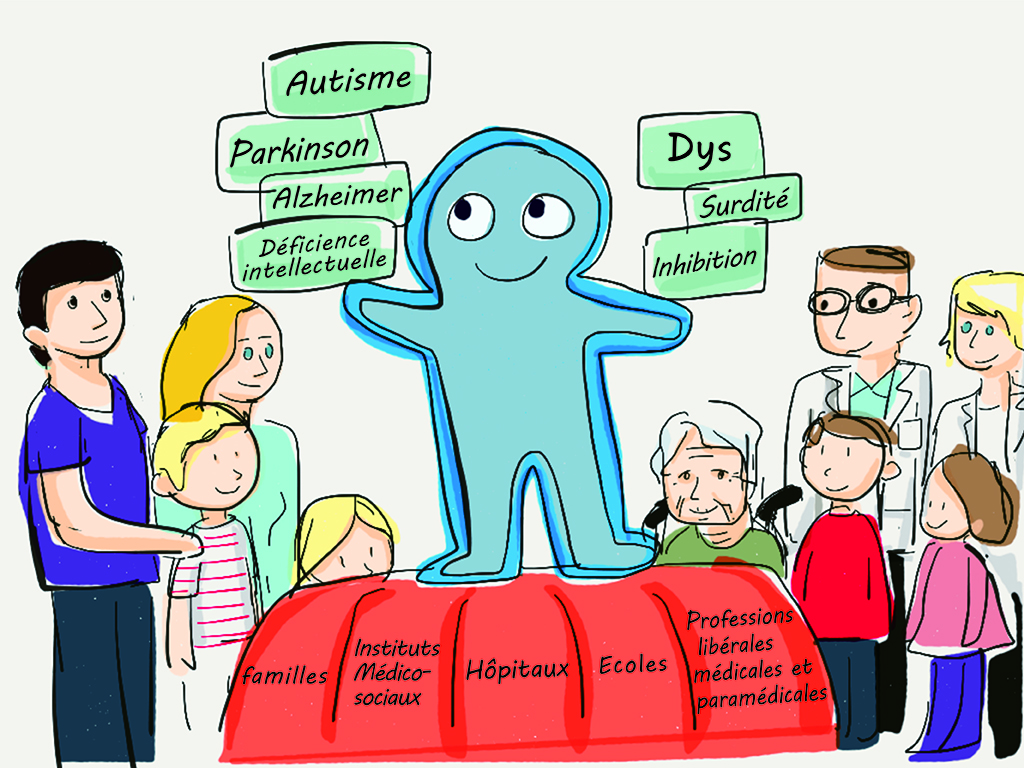 Autisme
Parkinson
Alzheimer
Déficience
intellectuelle
Dys
Surdité
Inhibition
familles
Instituts
Médico-
sociaux
Hôpitaux
Ecoles
Professions
libérales
médicales et
paramédicales